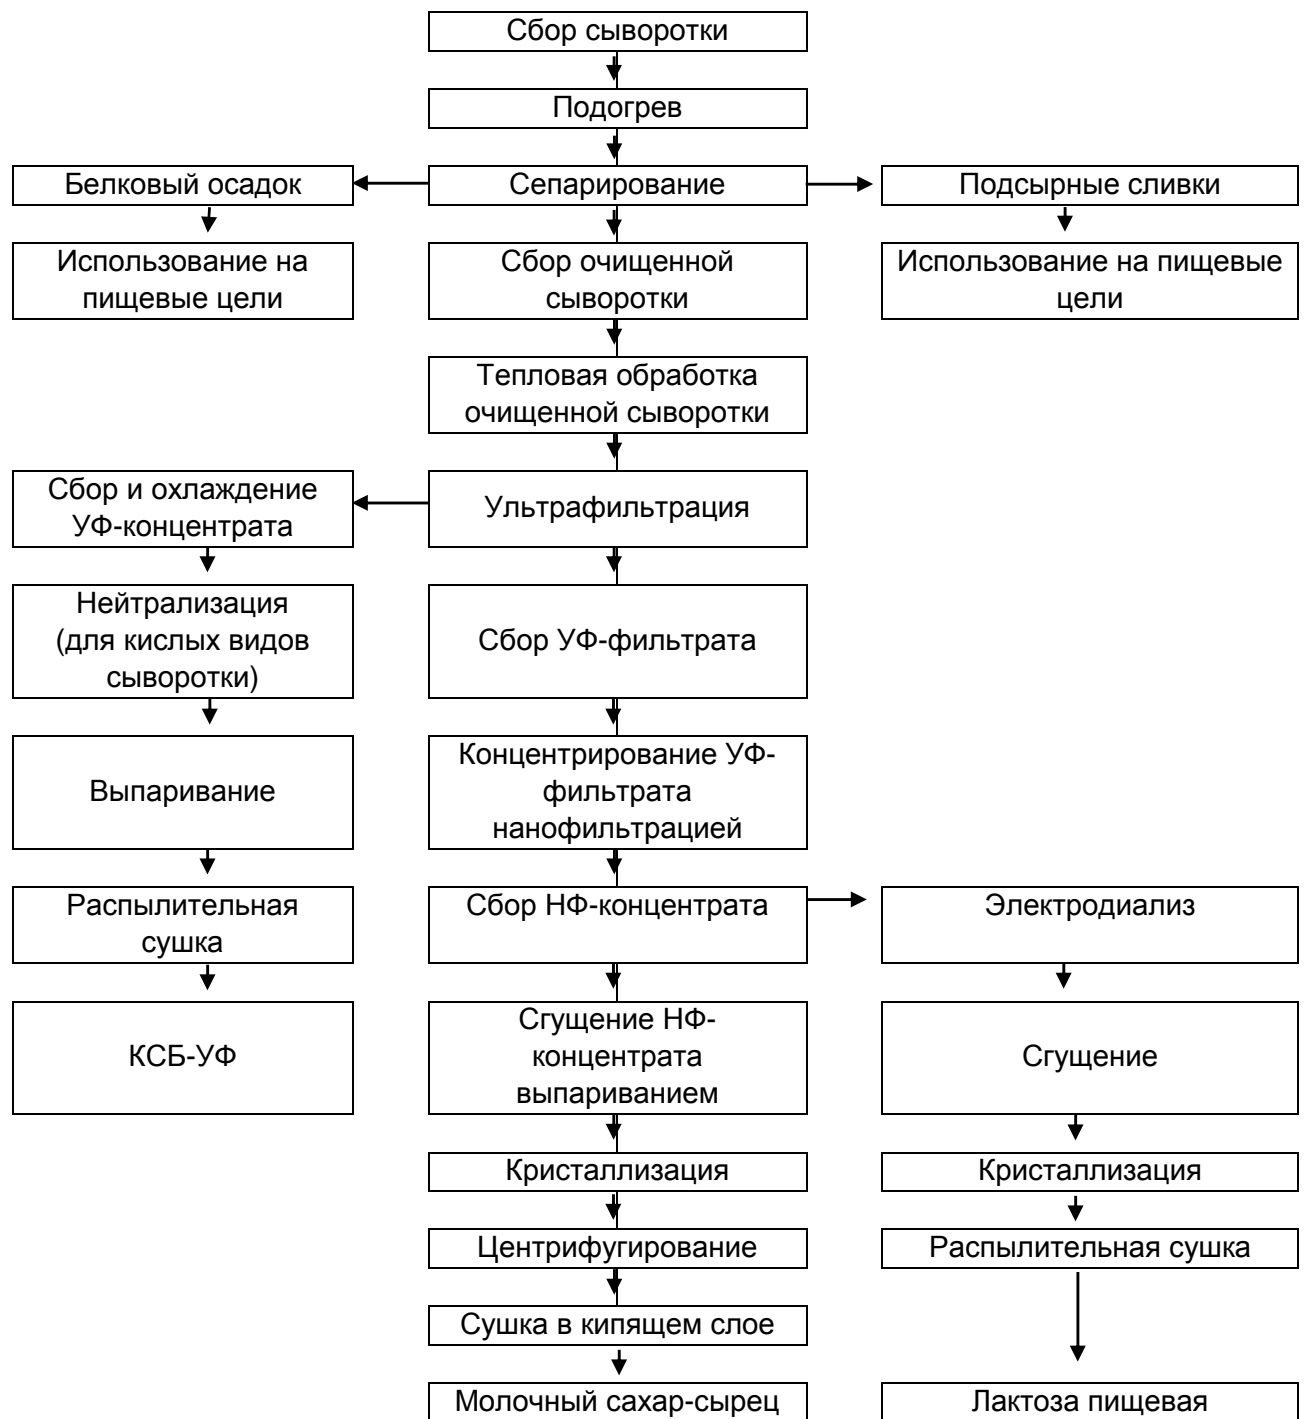 Сбор сыворотки
Подогрев
Белковый осадок
Сепарирование
Подсырные сливки
Использование на
пищевые цели
Сбор очищенной
сыворотки
Использование на пищевые
цели
Тепловая обработка
очищенной сыворотки
Сбор и охлаждение
УФ-концентрата
Ультрафильтрация
Нейтрализация
(для кислых видов
сыворотки)
Сбор УФ-фильтрата
Выпаривание
Концентрирование УФ-
фильтрата
нанофильтрацией
Распылительная
сушка
Сбор НФ-концентрата
Электродиализ
КСБ-УФ
Сгущение НФ-
концентрата
выпариванием
Сгущение
Кристаллизация
Кристаллизация
Центрифугирование
Распылительная сушка
Сушка в кипящем слое
Молочный сахар-сырец
Лактоза пищевая